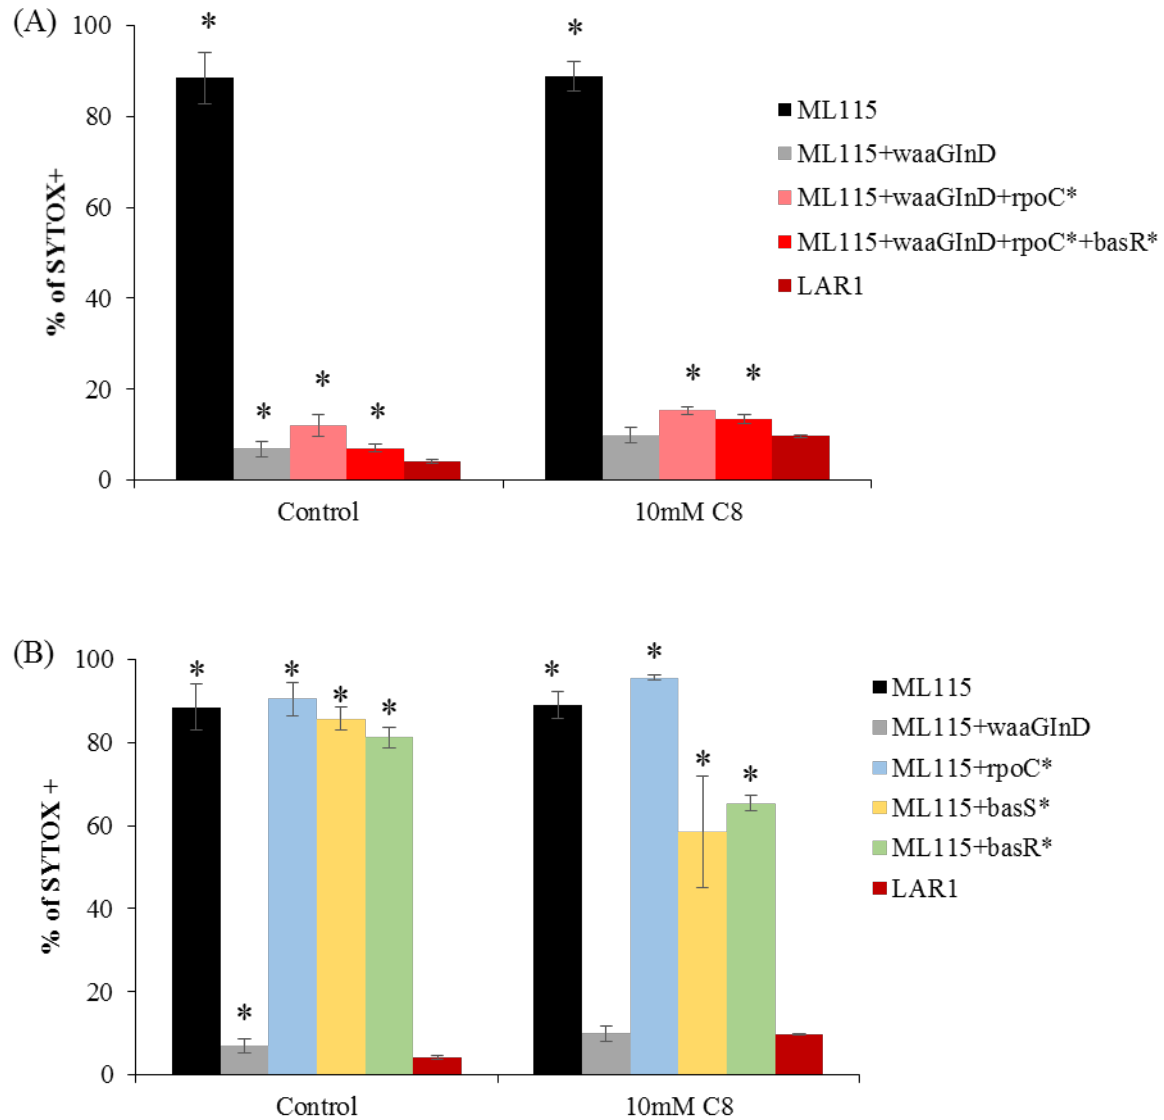 (A)
% of SYTOX+
100
80
60
40
20
0
* * * *
* * *
Control
10mM C8
ML115
ML115+waaGInD
ML115+waaGInD+rpoC*
ML115+waaGInD+rpoC*+basR*
LAR1
(B)
% of SYTOX +
100
80
60
40
20
0
* * * * *
* * * *
Control
10mM C8
ML115
ML115+waaGInD
ML115+rpoC*
ML115+basS*
ML115+basR*
LAR1